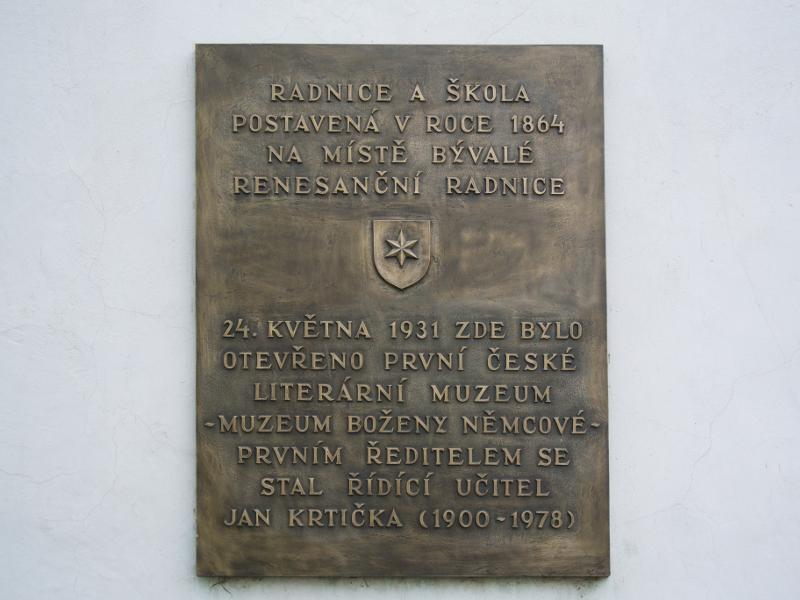 RADNICE A ŠKOLA
POSTAVENÁ V ROCE 1864
NA MÍSTĚ BÝVALÉ
RENESANČNÍ RADNICE
24. KVĚTNA 1931 ZDE BYLO
OTEVŘENO PRVNÍ ČESKÉ
LITERÁRNÍ MUZEUM
-MUZEUM BOŽENY NĚMCOVÉ-
PRVNÍM ŘEDITELEM SE
STAL ŘÍDÍCÍ UČITEL
JAN KRTIČKA (1900-1978)